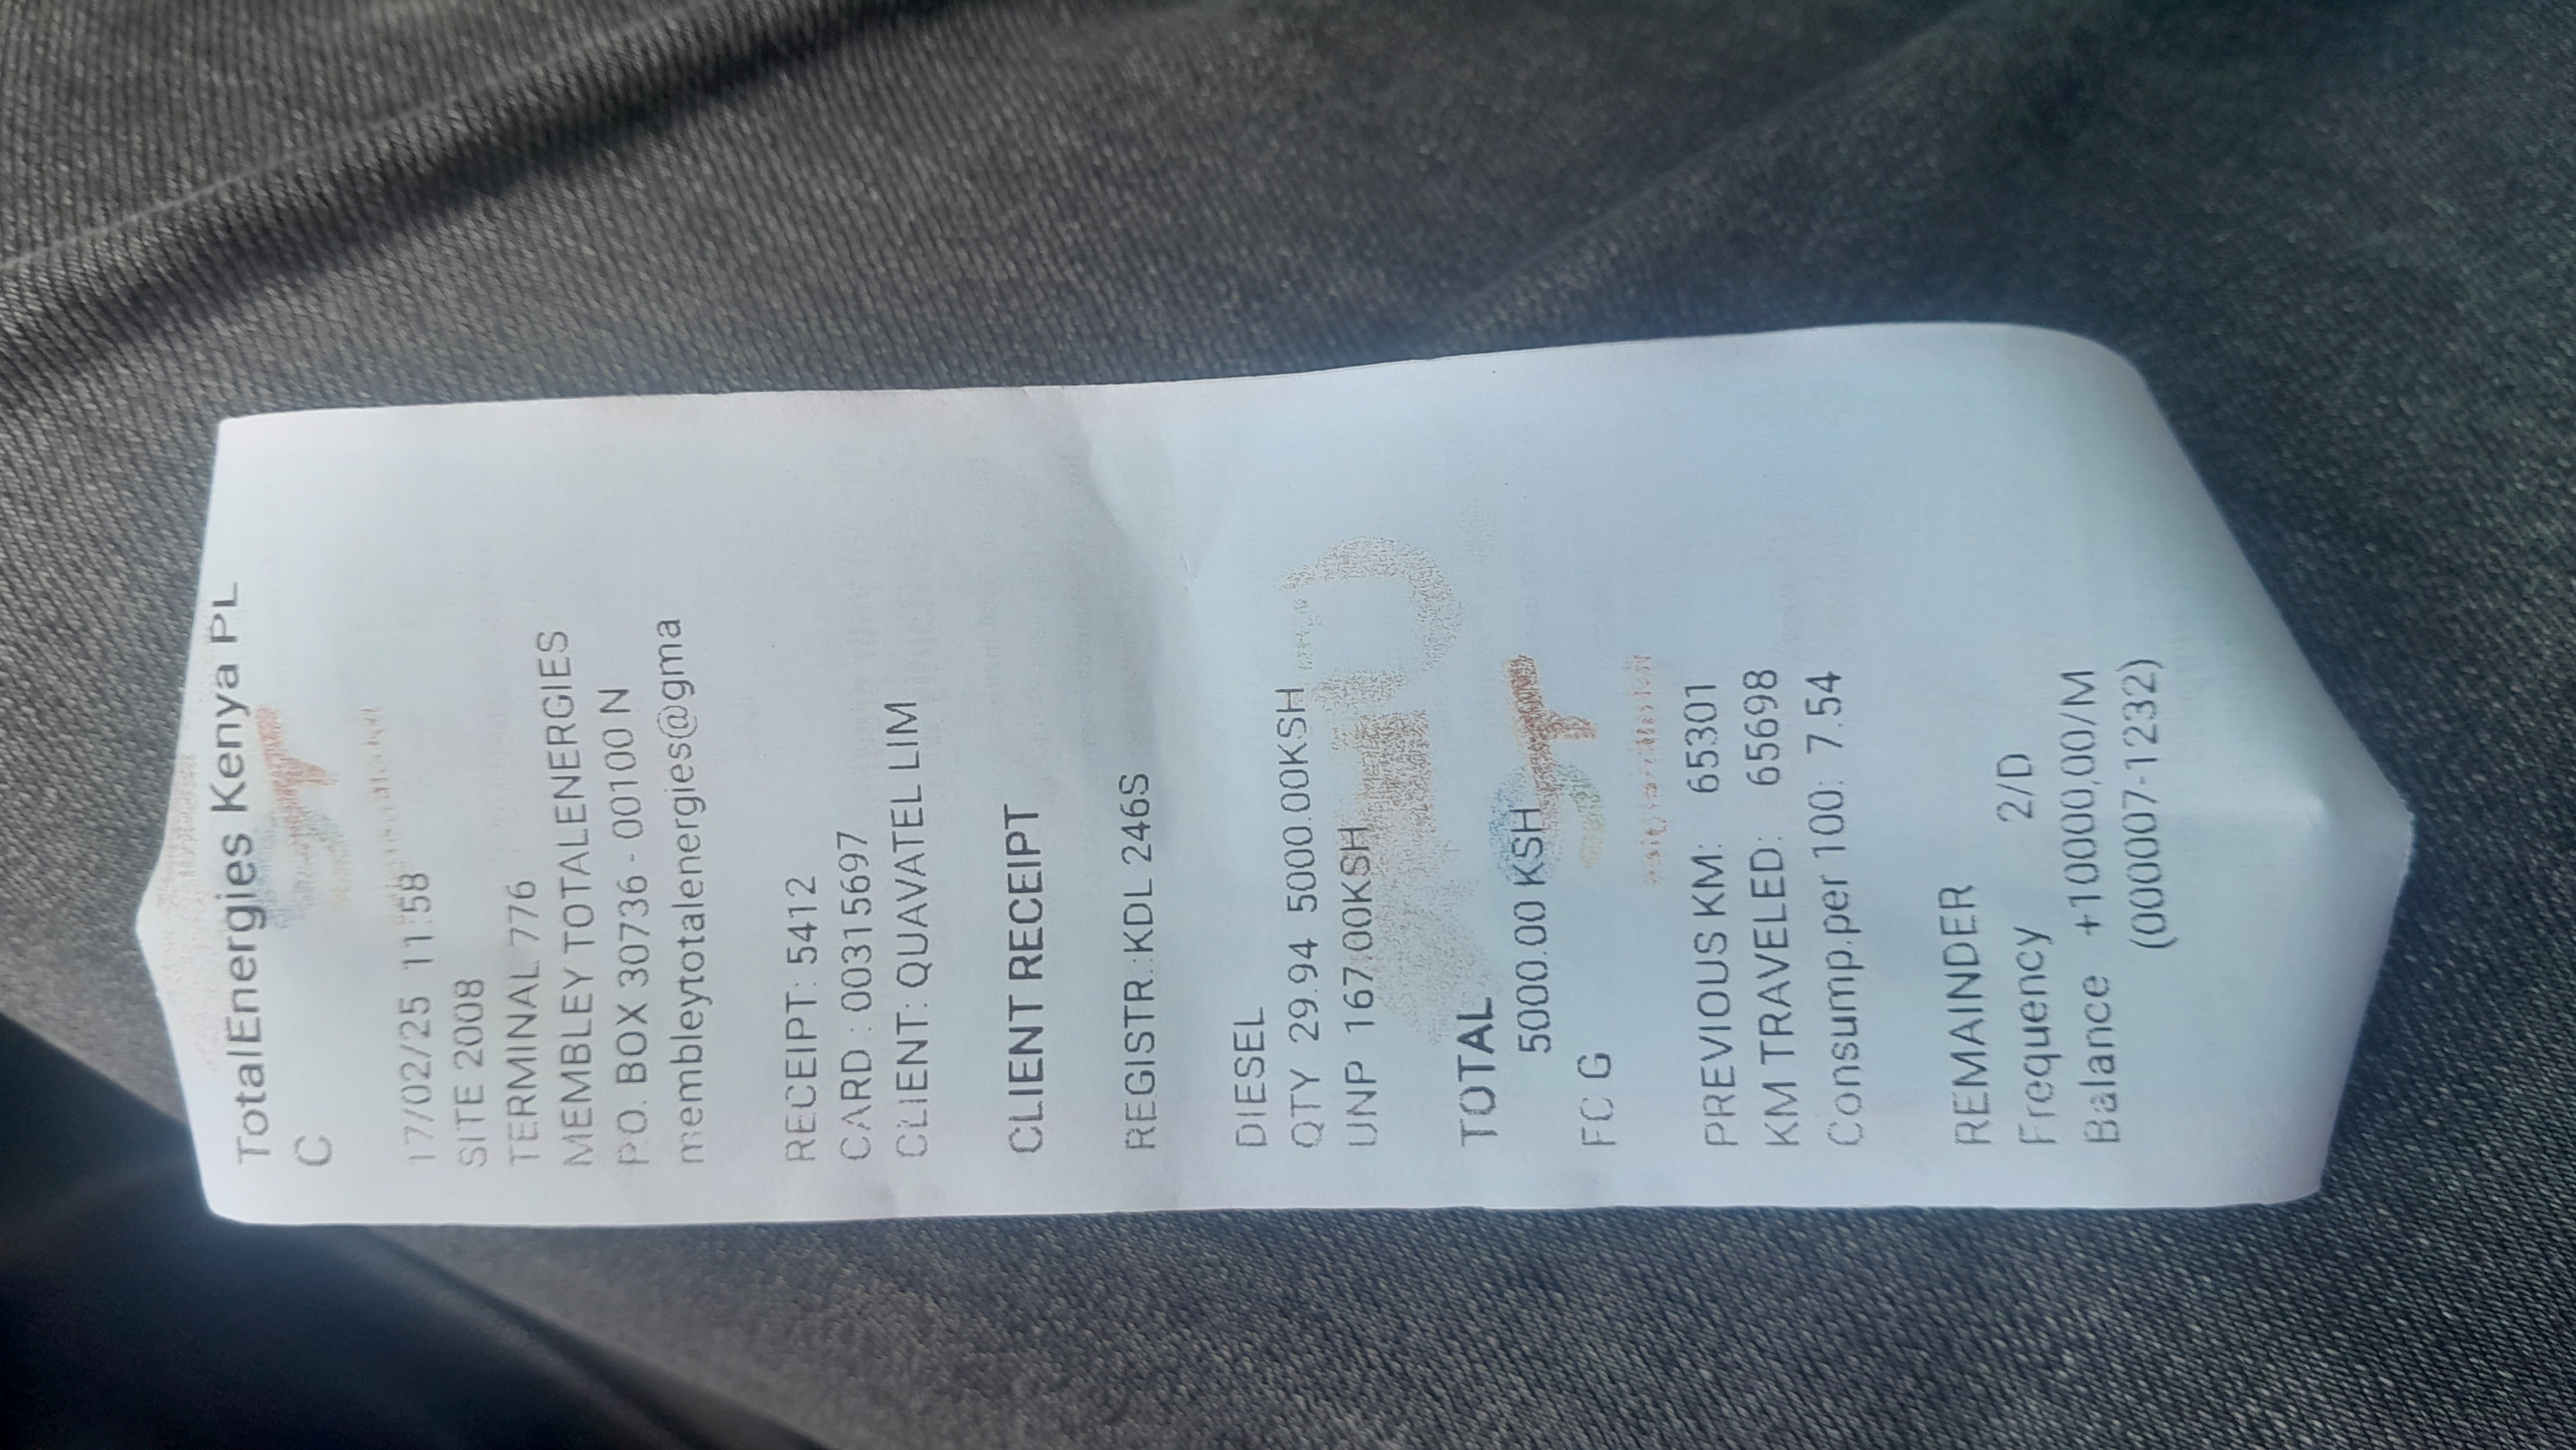 TotalEnergies Kenya PL
C
17/02/25 11:58
SITE 2008
TERMINAL 776
MEMBLEY TOTALENERGIES
P.O. BOX 30736 - 00100 N
membleytotalenergies@gma
RECEIPT: 5412
CARD : 00315697
CLIENT: QUAVATEL LIM
CLIENT RECEIPT
REGISTR.:KDL 246S
DIESEL
QTY 29.94 5000.00KSH
UNP 167.00KSH
TOTAL
5000.00 KSH
FC G
PREVIOUS KM: 65301
KM TRAVELED: 65698
Consump.per 100: 7.54
REMAINDER
Frequency 2/D
Balance +10000,00/M
(000007-1232)